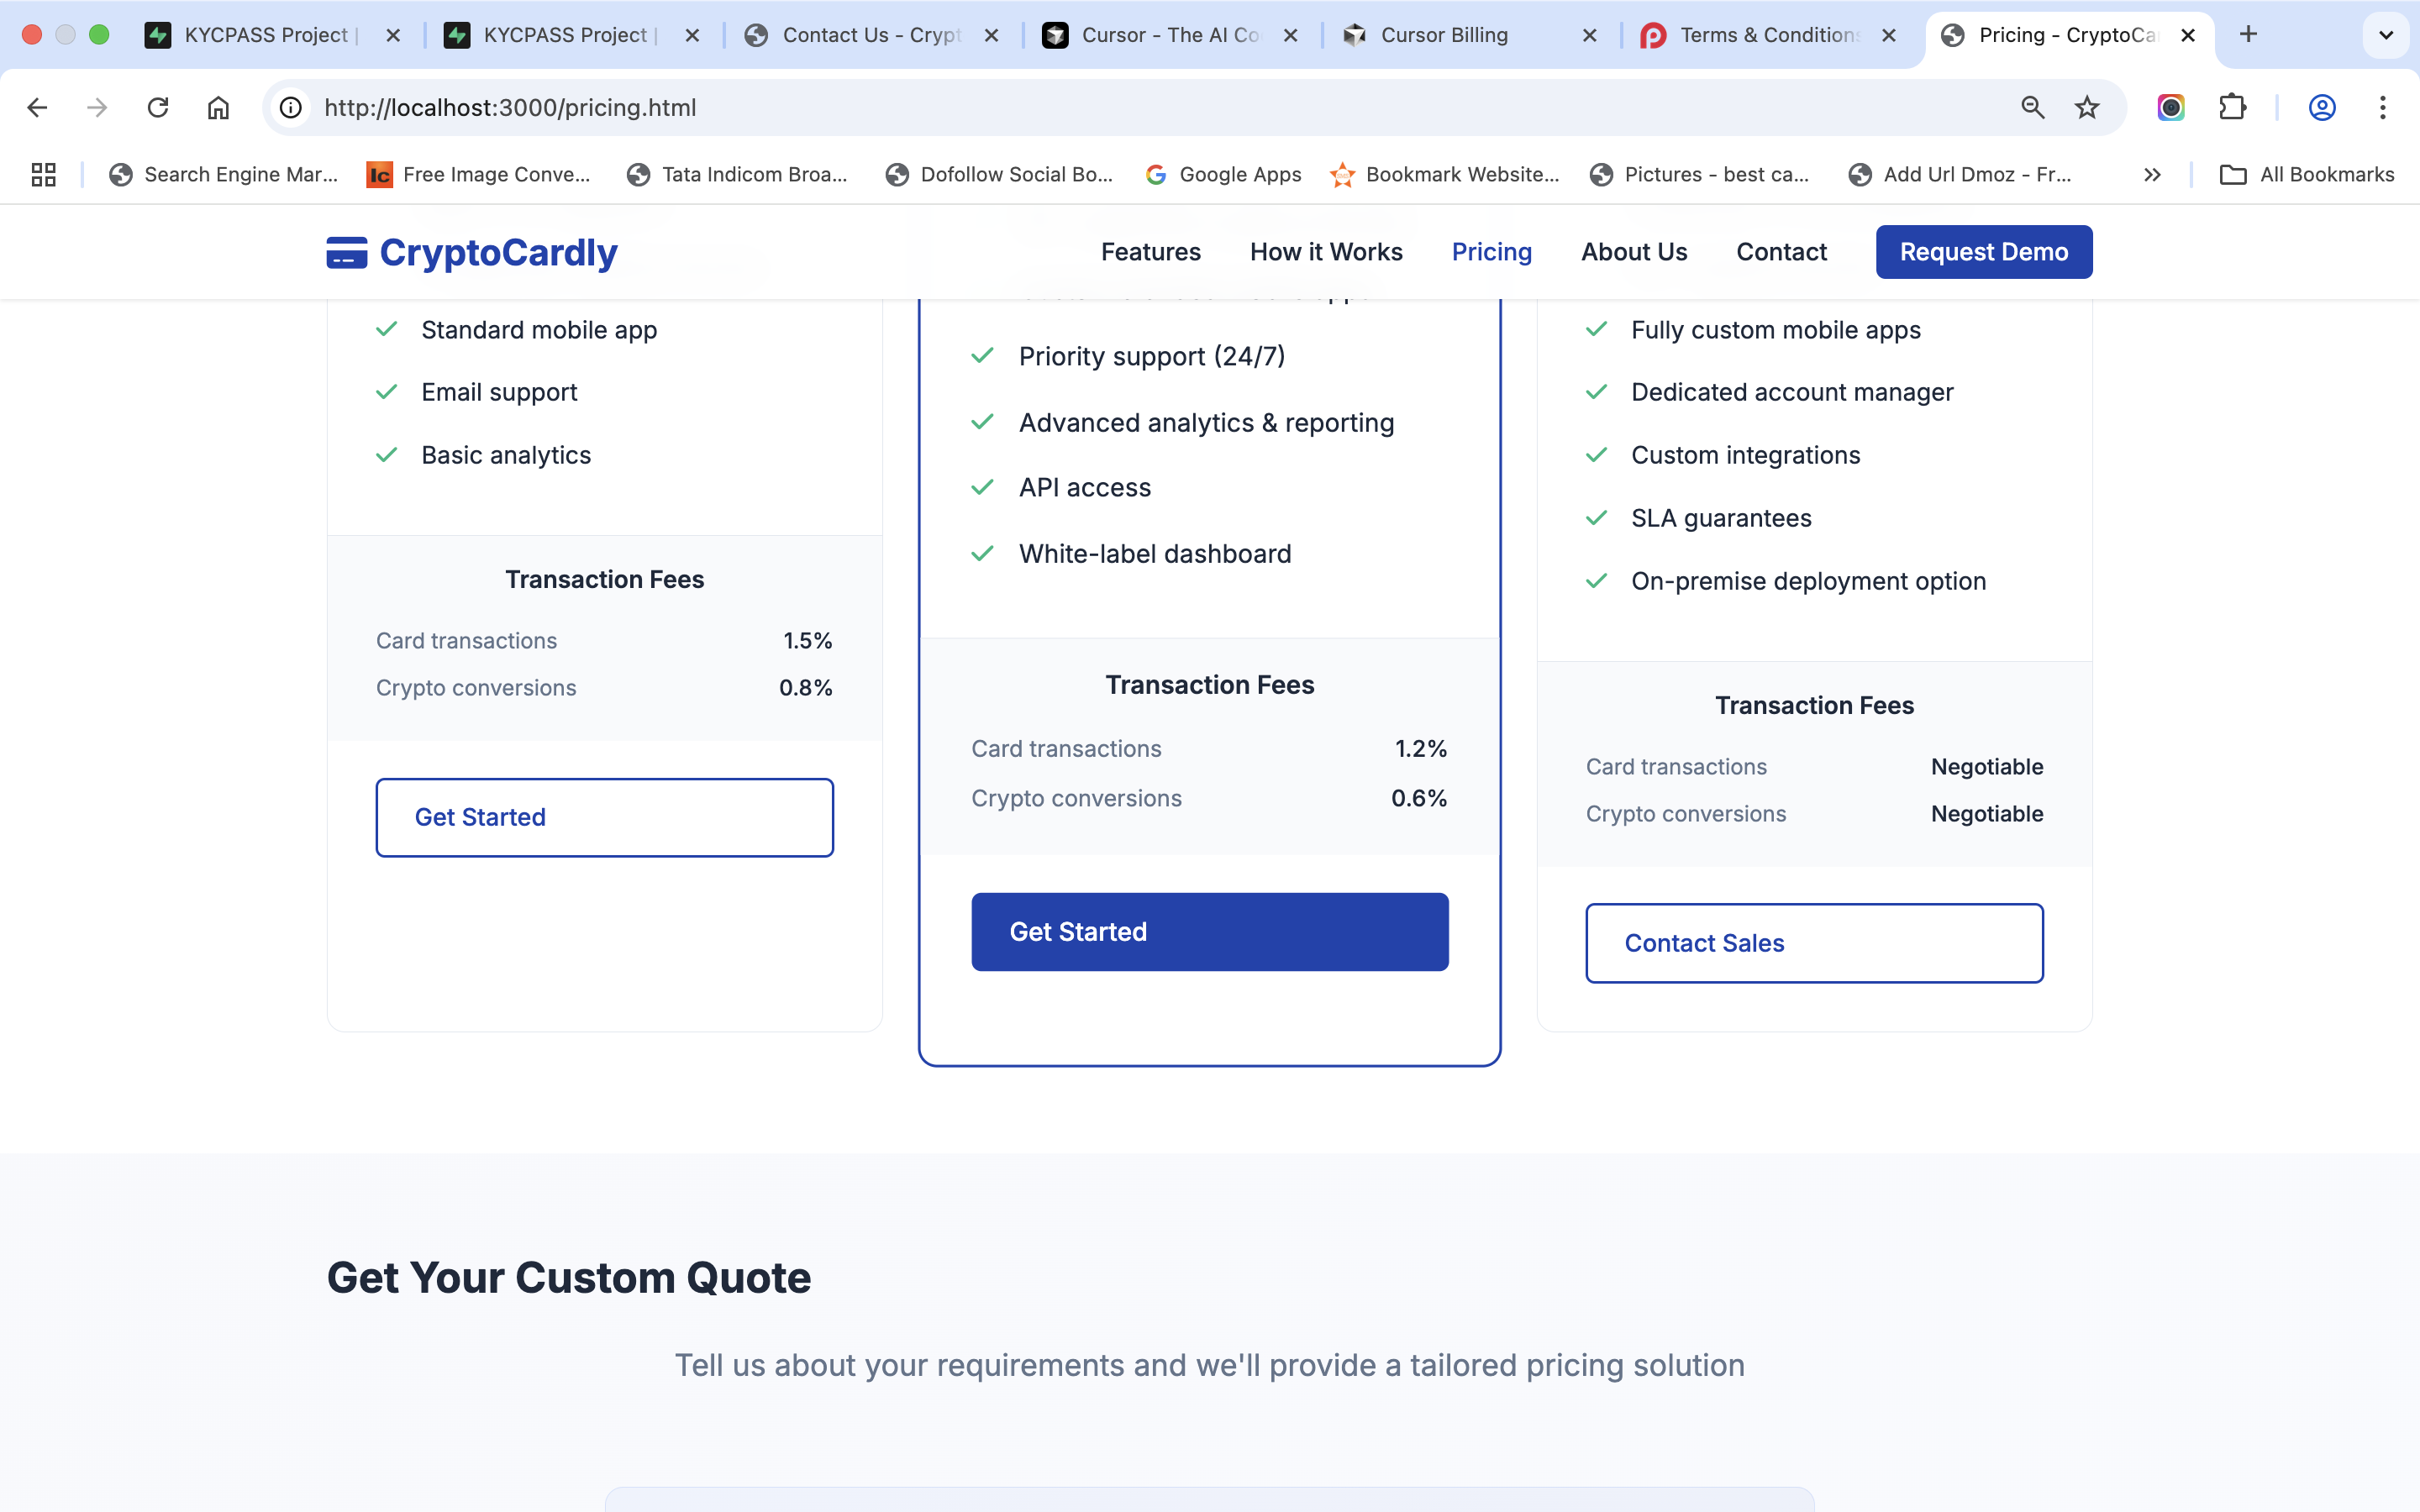 KYCPASS Project |
KYCPASS Project |
Contact Us - Crypt
Cursor - The AI Co
Cursor Billing
Terms & Conditions
Pricing - CryptoCa
http://localhost:3000/pricing.html
Search Engine Mar...
Ic Free Image Conve...
Tata Indicom Broa...
Dofollow Social Bo...
Google Apps
Bookmark Website...
Pictures - best ca...
Add Url Dmoz - Fr...
All Bookmarks
CryptoCardly
Features
How it Works
Pricing
About Us
Contact
Request Demo
Standard mobile app
Email support
Basic analytics
Transaction Fees
Card transactions 1.5%
Crypto conversions 0.8%
Get Started
Priority support (24/7)
Advanced analytics & reporting
API access
White-label dashboard
Transaction Fees
Card transactions 1.2%
Crypto conversions 0.6%
Get Started
Fully custom mobile apps
Dedicated account manager
Custom integrations
SLA guarantees
On-premise deployment option
Transaction Fees
Card transactions Negotiable
Crypto conversions Negotiable
Contact Sales
Get Your Custom Quote
Tell us about your requirements and we'll provide a tailored pricing solution